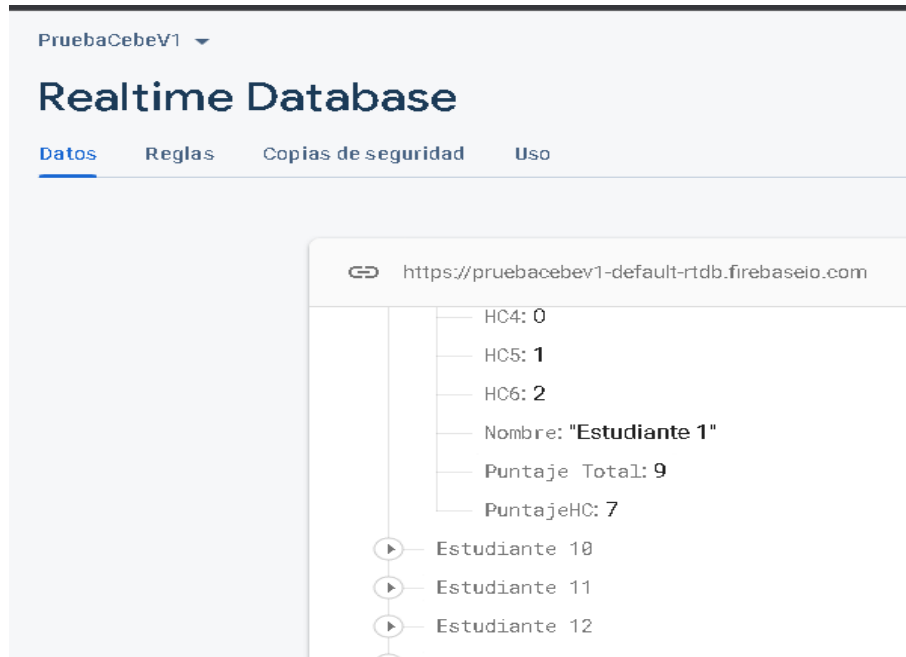 PruebaCebeV1
Realtime Database
Datos Reglas Copias de seguridad Uso
https://pruebacebev1-default-rtdb.firebaseio.com
HC4: 0
HC5: 1
HC6: 2
Nombre: "Estudiante 1"
Puntaje Total: 9
PuntajeHC: 7
Estudiante 10
Estudiante 11
Estudiante 12